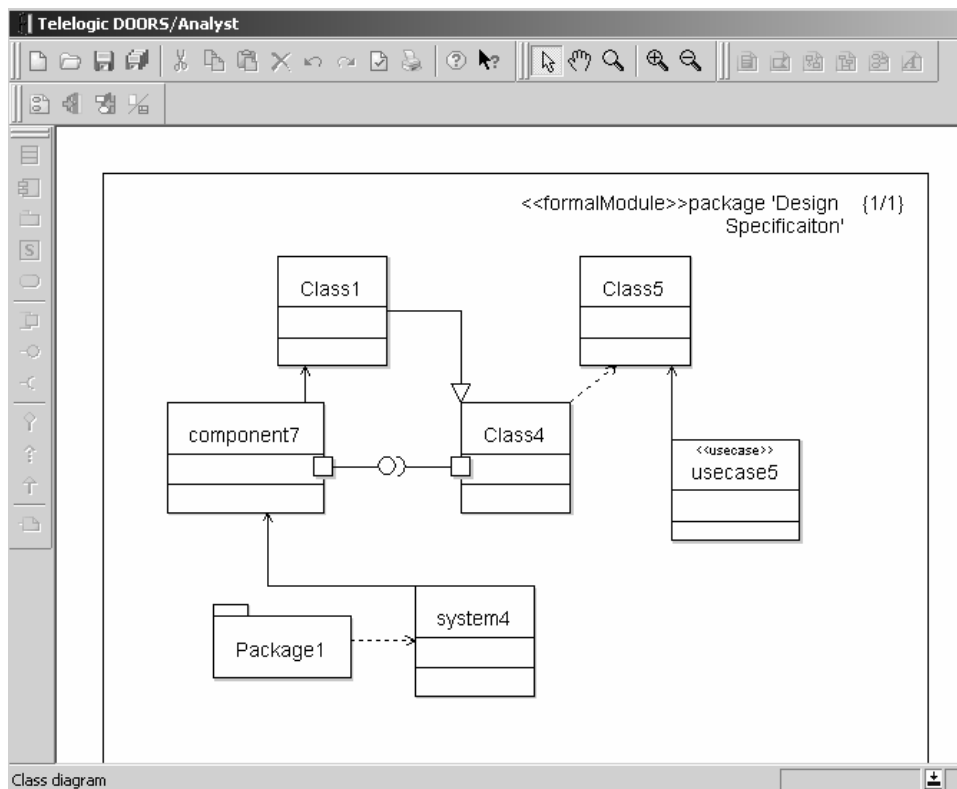 Telelogic DOORS/Analyst
<<formalModule>>package 'Design {1/1}
Specificaiton'
Class1
Class5
component7
Class4
<<usecase>>
usecase5
system4
Package1
Class diagram